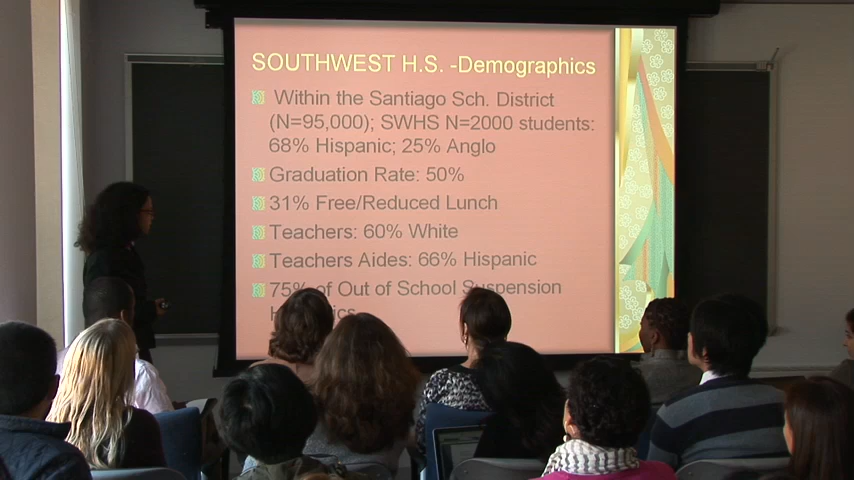 SOUTHWEST H.S. -Demographics
Within the Santiago Sch. District
(N=95,000); SWHS N=2000 students:
68% Hispanic; 25% Anglo
Graduation Rate: 50%
31% Free/Reduced Lunch
Teachers: 60% White
Teachers Aides: 66% Hispanic
75% of Out of School Suspension